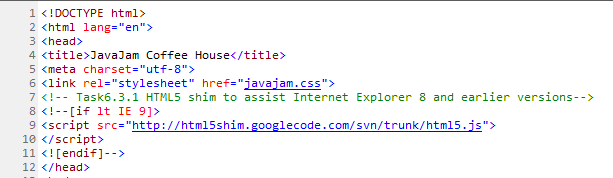 1 <!DOCTYPE html>
2 <html lang="en">
3 <head>
4 <title>JavaJam Coffee House</title>
5 <meta charset="utf-8">
6 <link rel="stylesheet" href="javajam.css">
7 <!-- Task6.3.1 HTML5 shim to assist Internet Explorer 8 and earlier versions-->
8 <!--[if lt IE 9]>
9 <script src="http://html5shim.googlecode.com/svn/trunk/html5.js">
10 </script>
11 <![endif]-->
12 </head>